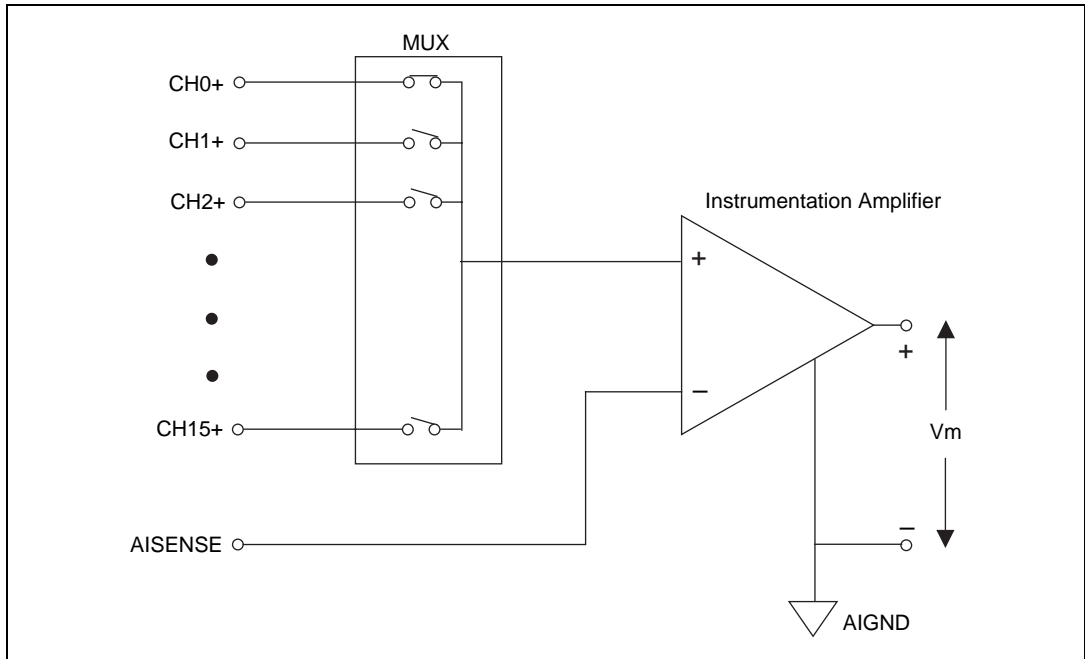 MUX
CH0+
CH1+
CH2+
Instrumentation Amplifier
+
+
−
Vm
CH15+
−
AISENSE
AIGND